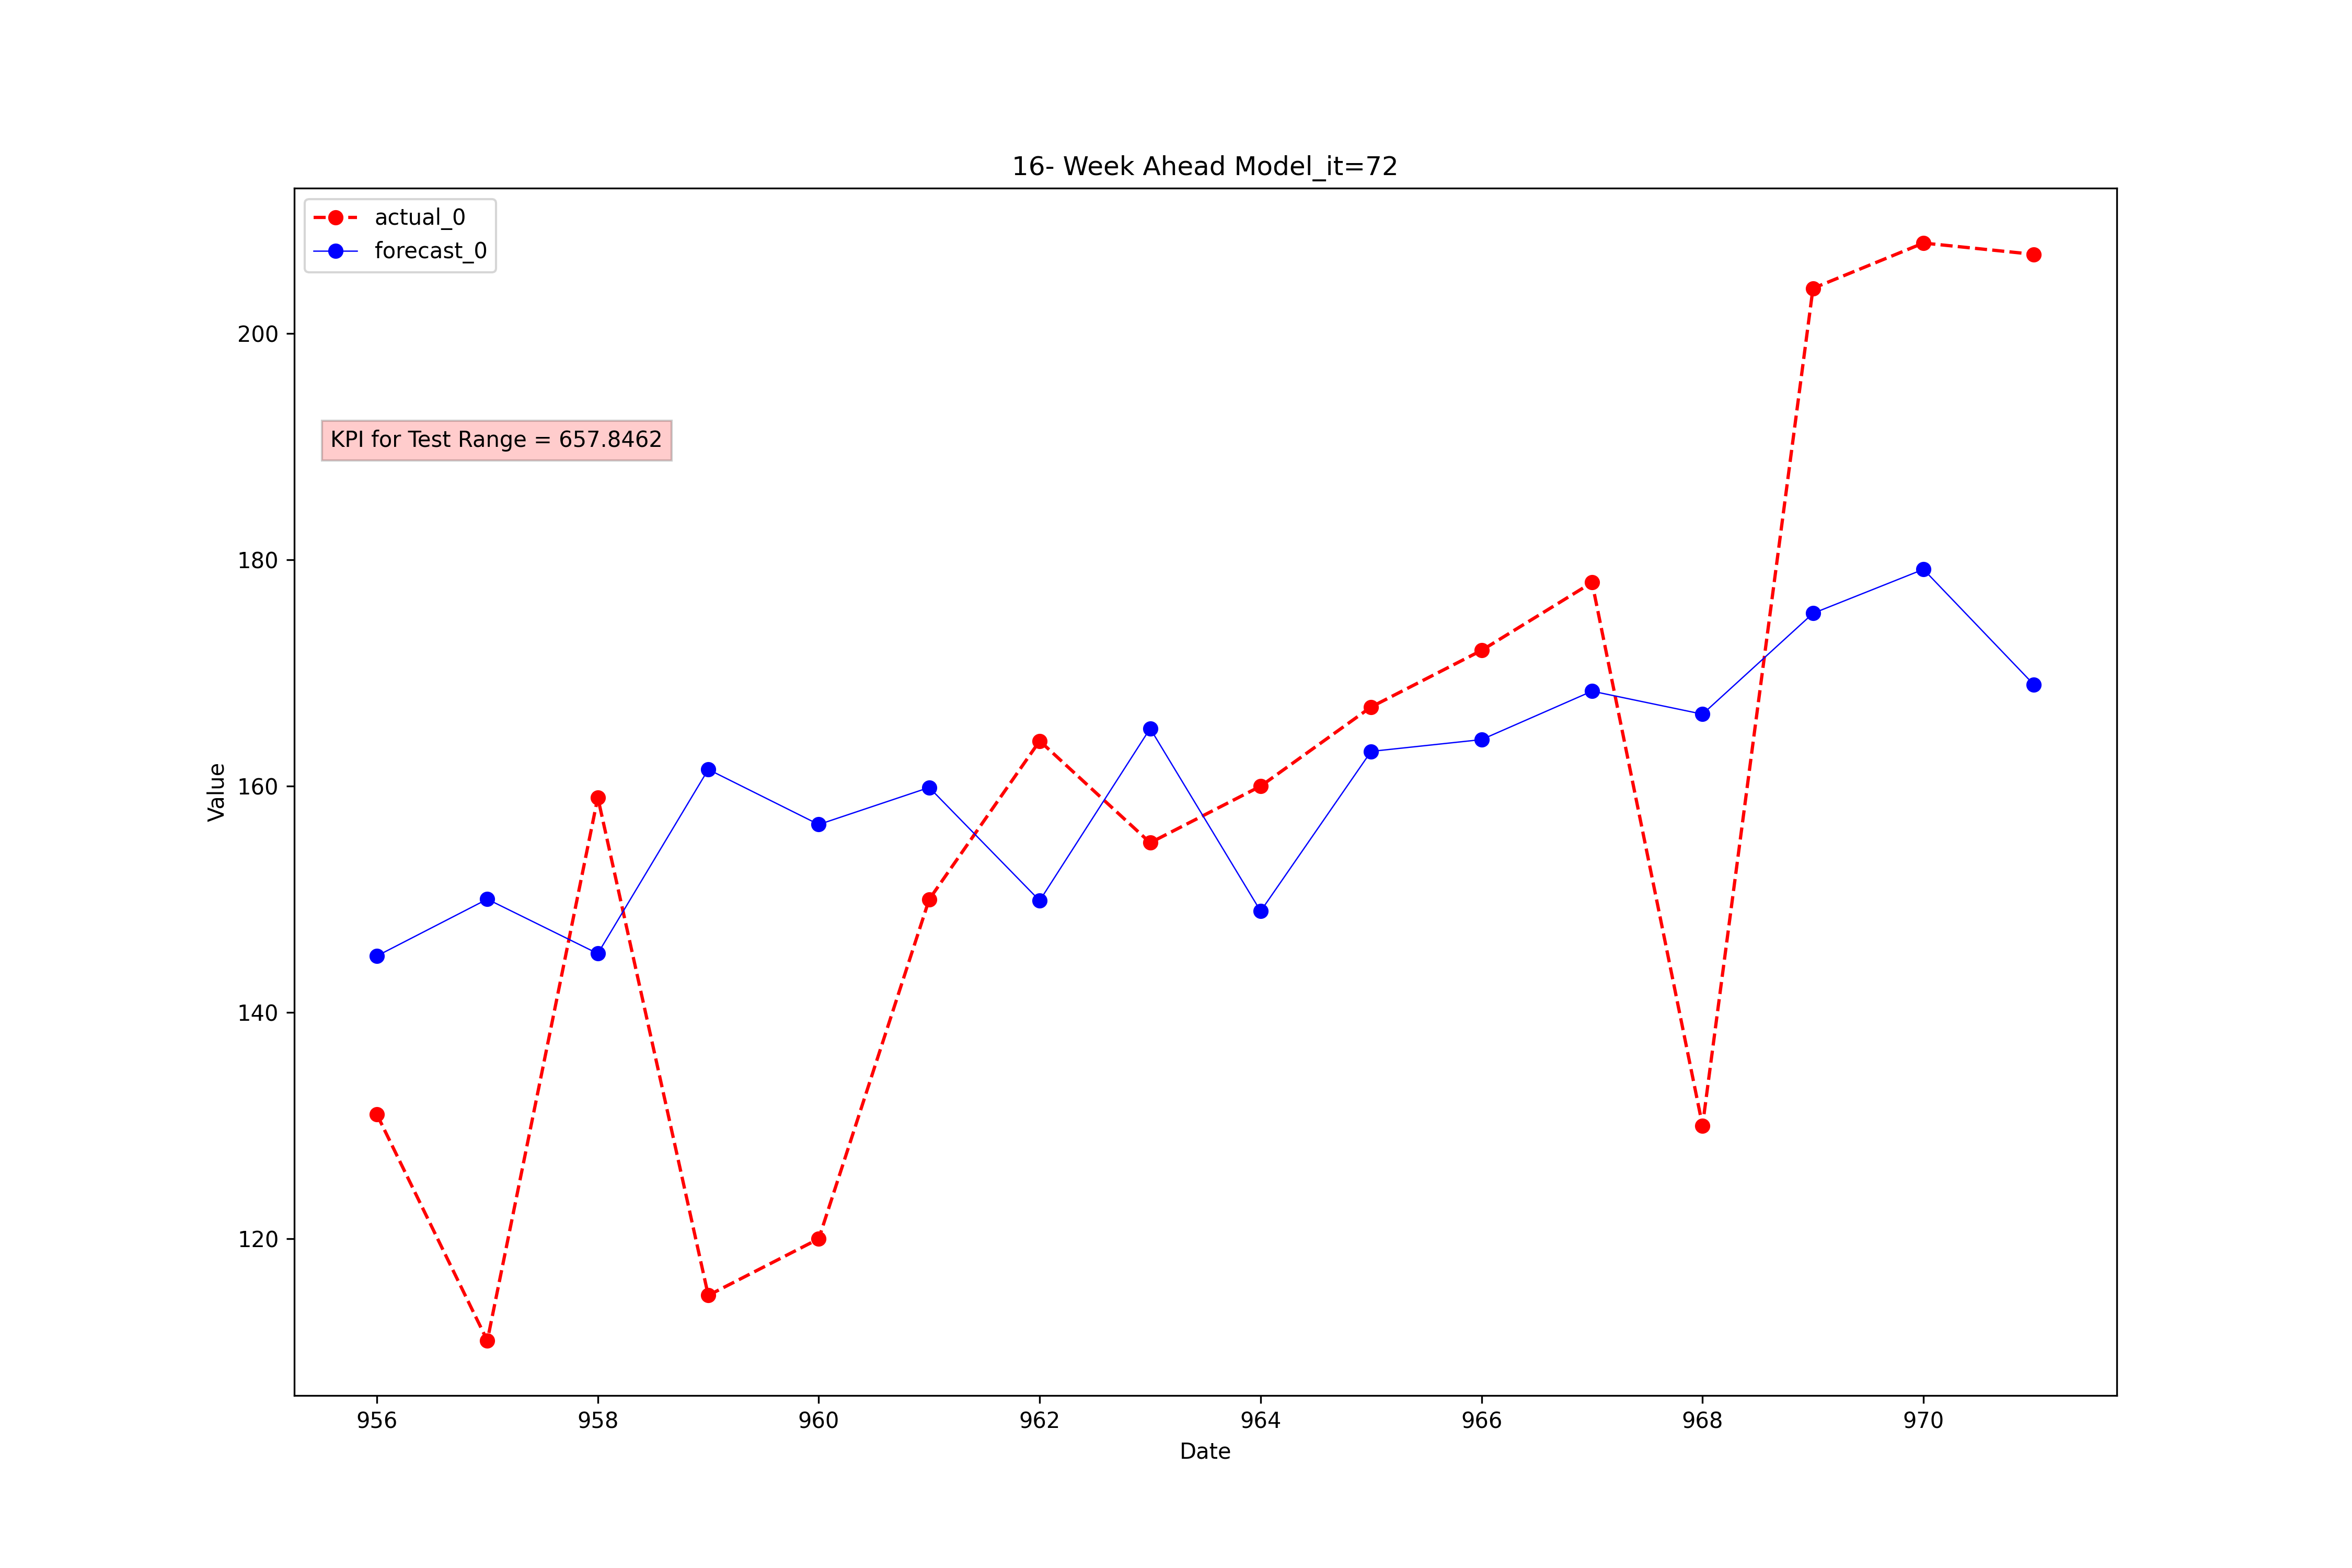 16- Week Ahead Model_it=72
actual_0
forecast_0
KPI for Test Range = 657.8462
Value
200
180
160
140
120
956 958 960 962 964 966 968 970
Date